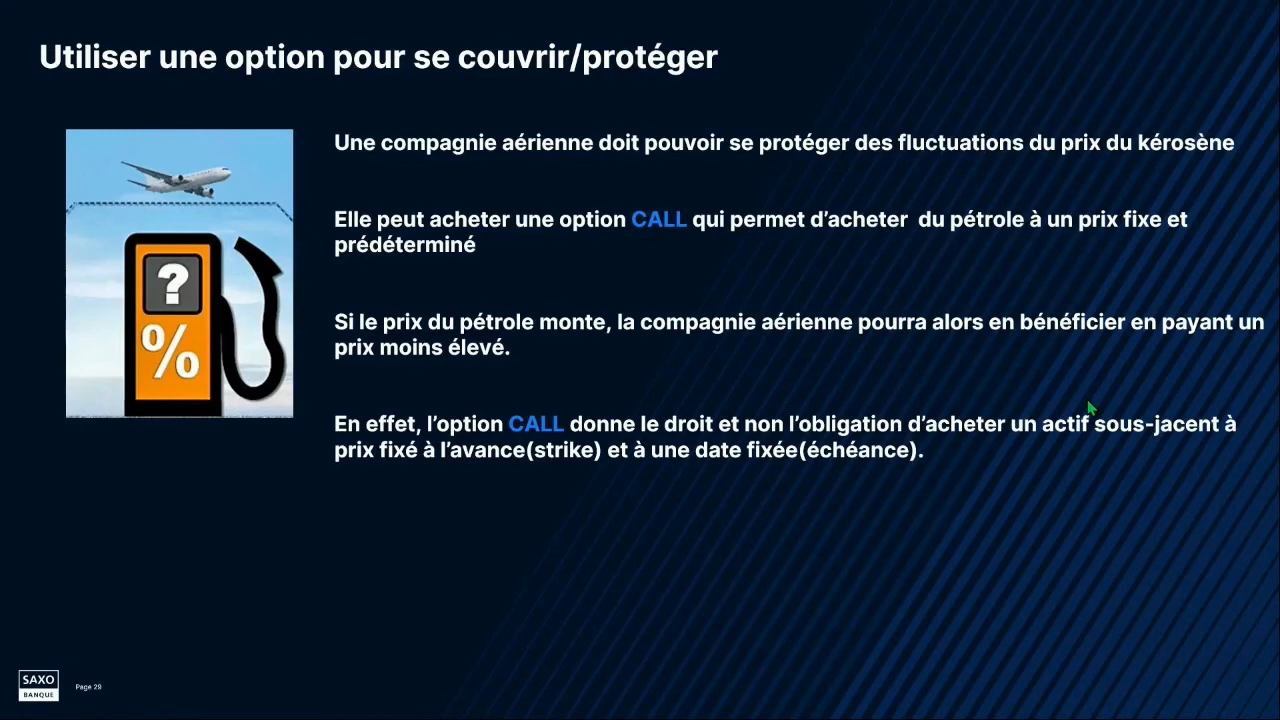 Utiliser une option pour se couvrir/protéger
Une compagnie aérienne doit pouvoir se protéger des fluctuations du prix du kérosène
Elle peut acheter une option CALL qui permet d’acheter du pétrole à un prix fixe et
prédéterminé
?
%
Si le prix du pétrole monte, la compagnie aérienne pourra alors en bénéficier en payant un
prix moins élevé.
En effet, l’option CALL donne le droit et non l’obligation d’acheter un actif sous-jacent à
prix fixé à l’avance(strike) et à une date fixée(échéance).
SAXO
BANQUE
Page 29